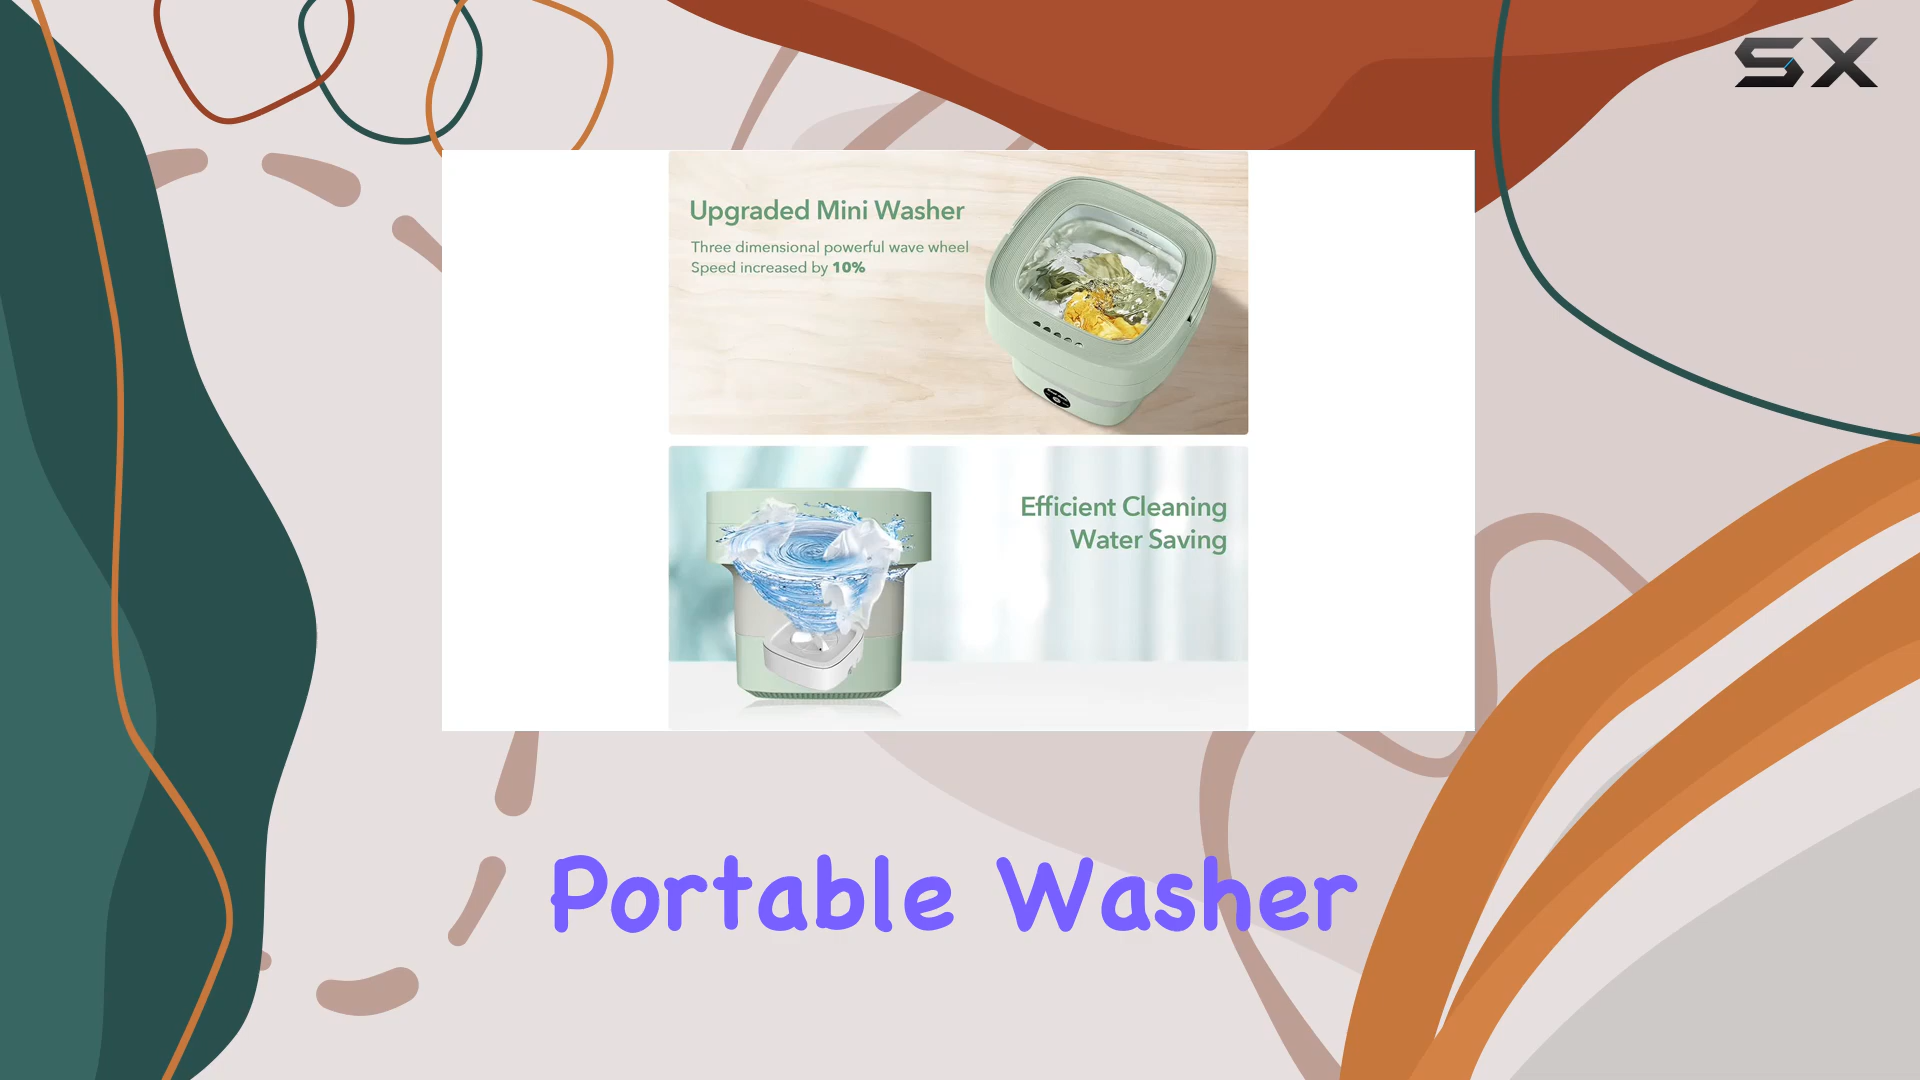 SX
Upgraded Mini Washer
Three dimensional powerful wave wheel
Speed increased by 10%
Efficient Cleaning
Water Saving
Portable Washer